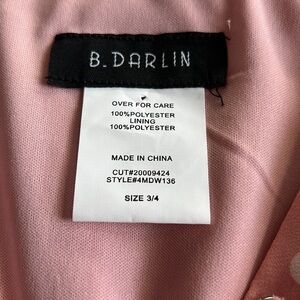 B.DARLIN
OVER FOR CARE
100%POLYESTER
LINING
100%POLYESTER
MADE IN CHINA
CUT#20009424
STYLE#4MDW136
SIZE 3/4